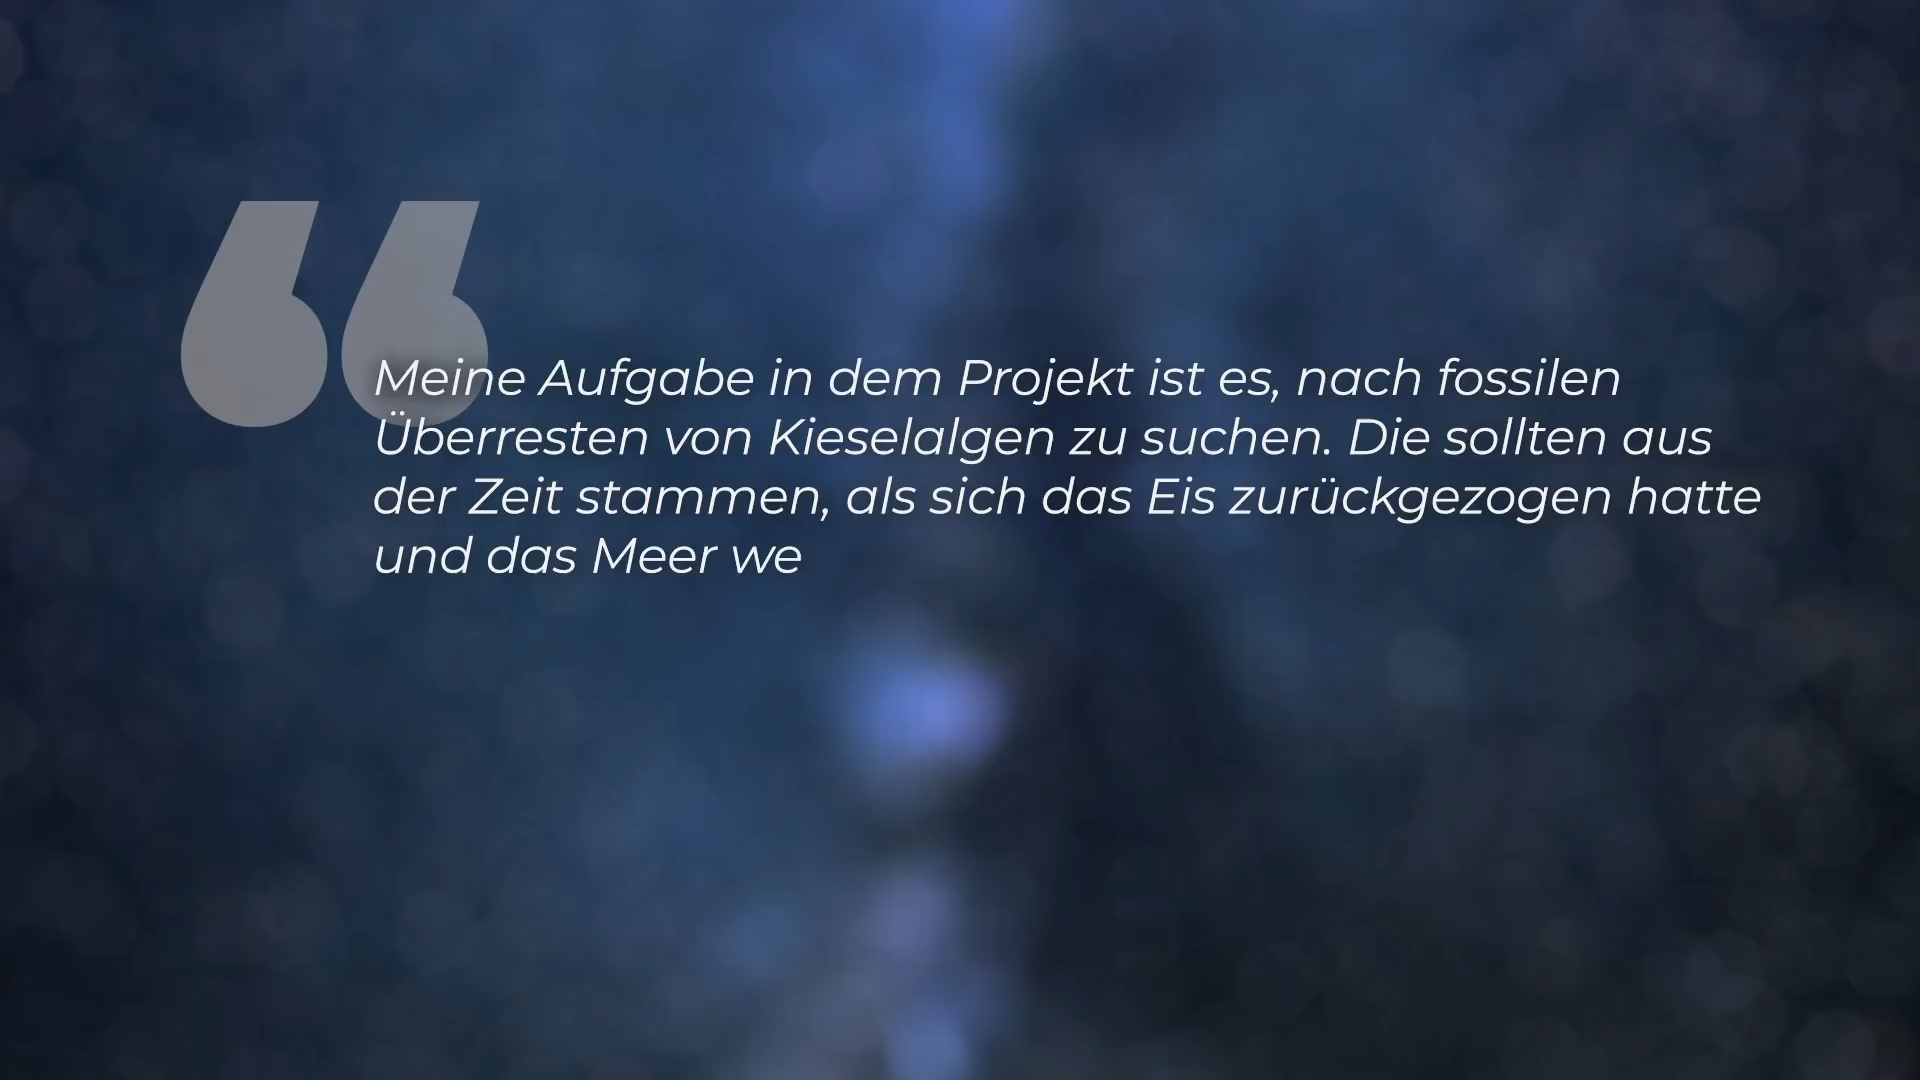 “
Meine Aufgabe in dem Projekt ist es, nach fossilen
Überresten von Kieselalgen zu suchen. Die sollten aus
der Zeit stammen, als sich das Eis zurückgezogen hatte
und das Meer we